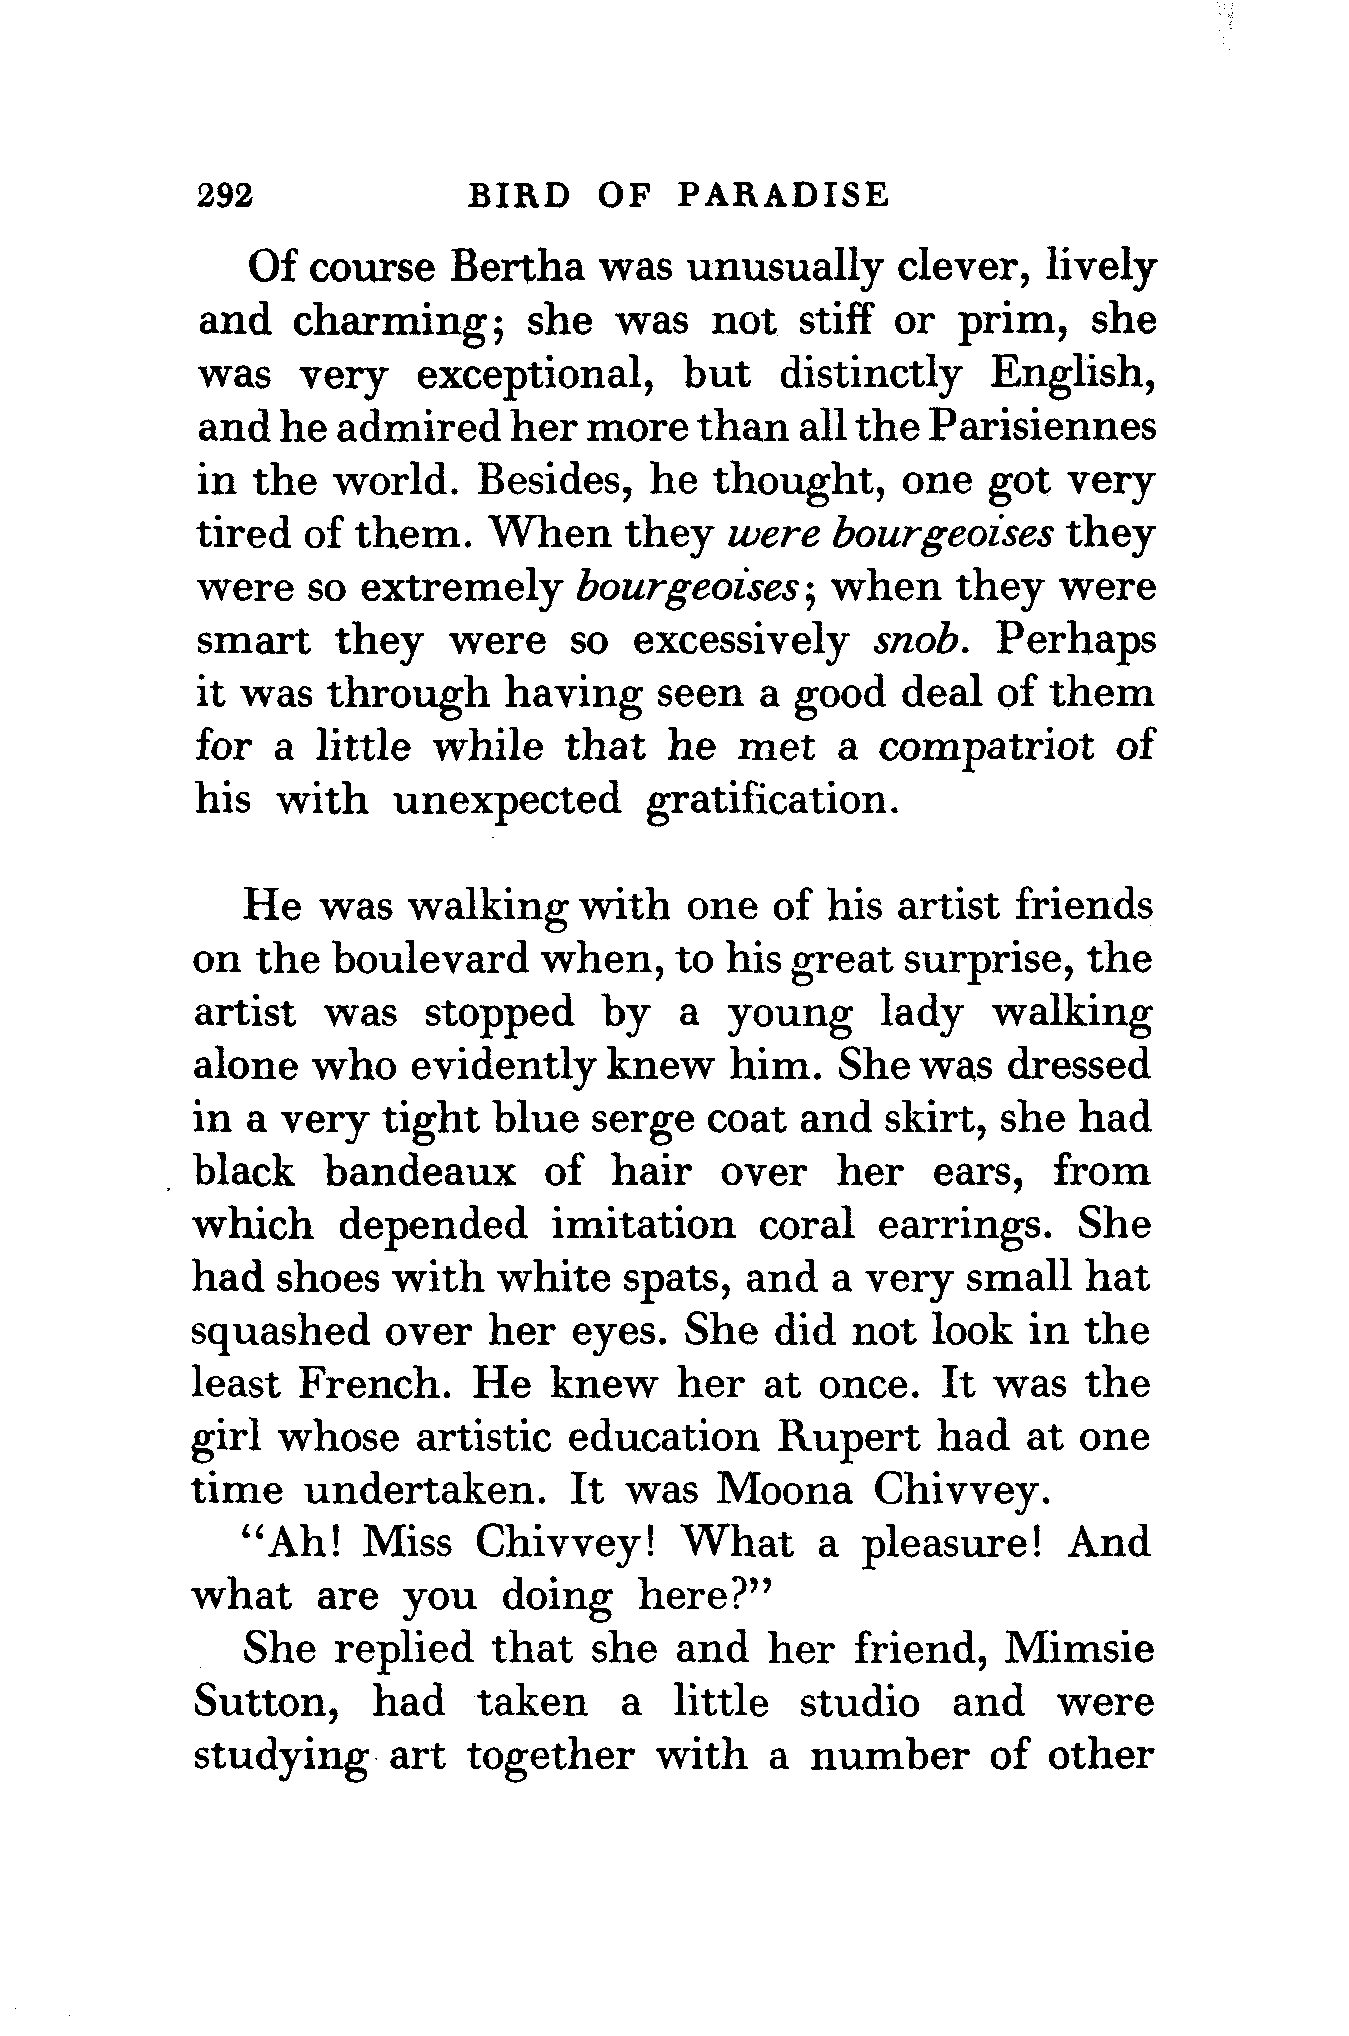 292 BIRD OF PARADISE
Of course Bertha was unusually clever, lively
and charming; she was not stiff or prim, she
was very exceptional, but distinctly English,
and he admired her more than all the Parisiennes
in the world. Besides, he thought, one got very
tired of them. When they were bourgeoises they
were so extremely bourgeoises; when they were
smart they were so excessively snob. Perhaps
it was through having seen a good deal of them
for a little while that he met a compatriot of
his with unexpected gratification.
He was walking with one of his artist friends
on the boulevard when, to his great surprise, the
artist was stopped by a young lady walking
alone who evidently knew him. She was dressed
in a very tight blue serge coat and skirt, she had
black bandeaux of hair over her ears, from
which depended imitation coral earrings. She
had shoes with white spats, and a very small hat
squashed over her eyes. She did not look in the
least French. He knew her at once. It was the
girl whose artistic education Rupert had at one
time undertaken. It was Moona Chivvey.
“Ah! Miss Chivvey! What a pleasure! And
what are you doing here?”
She replied that she and her friend, Mimsie
Sutton, had taken a little studio and were
studying art together with a number of other